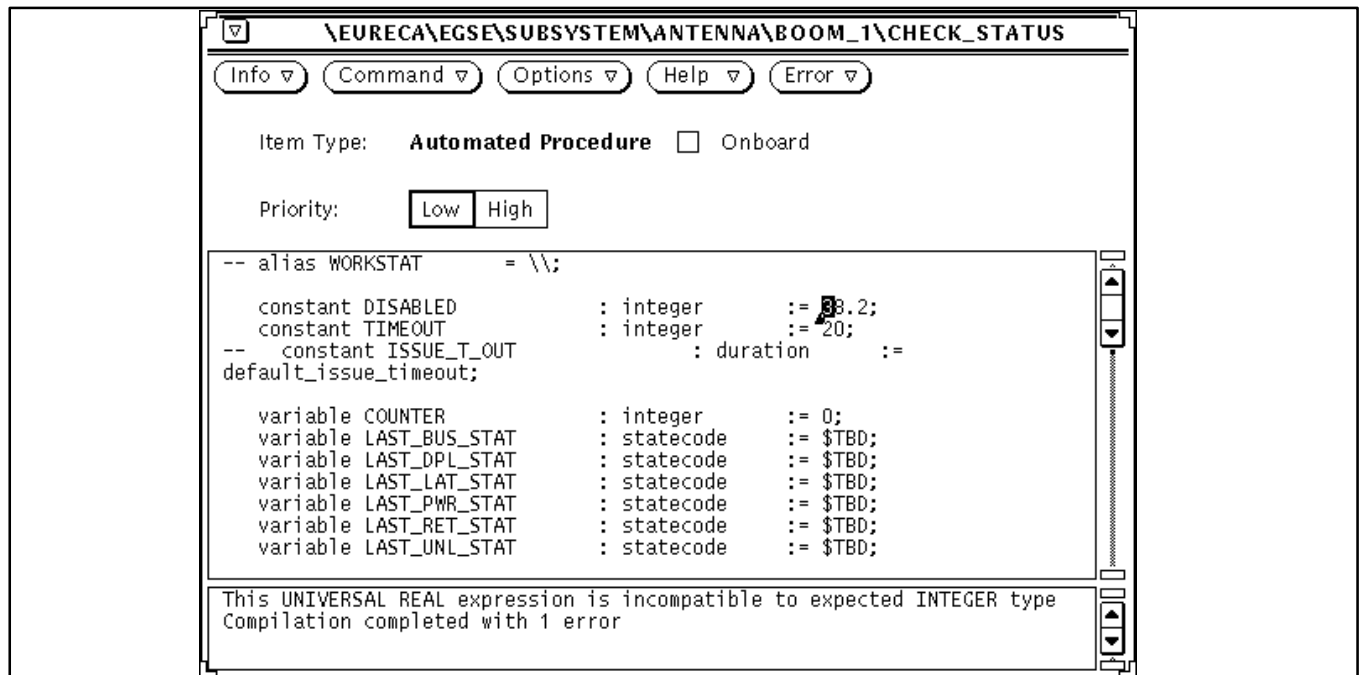 \EURECA\EGSE\SUBSYSTEM\ANTENNA\BOOM_1\CHECK_STATUS
Info Command Options Help Error
Item Type: Automated Procedure Onboard
Priority: Low High
-- alias WORKSTAT = \\;
constant DISABLED : integer := 38.2;
constant TIMEOUT : integer := 20;
-- constant ISSUE_T_OUT : duration :=
default_issue_timeout;
variable COUNTER : integer := 0;
variable LAST_BUS_STAT : statecode := $TBD;
variable LAST_DPL_STAT : statecode := $TBD;
variable LAST_LAT_STAT : statecode := $TBD;
variable LAST_PWR_STAT : statecode := $TBD;
variable LAST_RET_STAT : statecode := $TBD;
variable LAST_UNL_STAT : statecode := $TBD;
This UNIVERSAL REAL expression is incompatible to expected INTEGER type
Compilation completed with 1 error